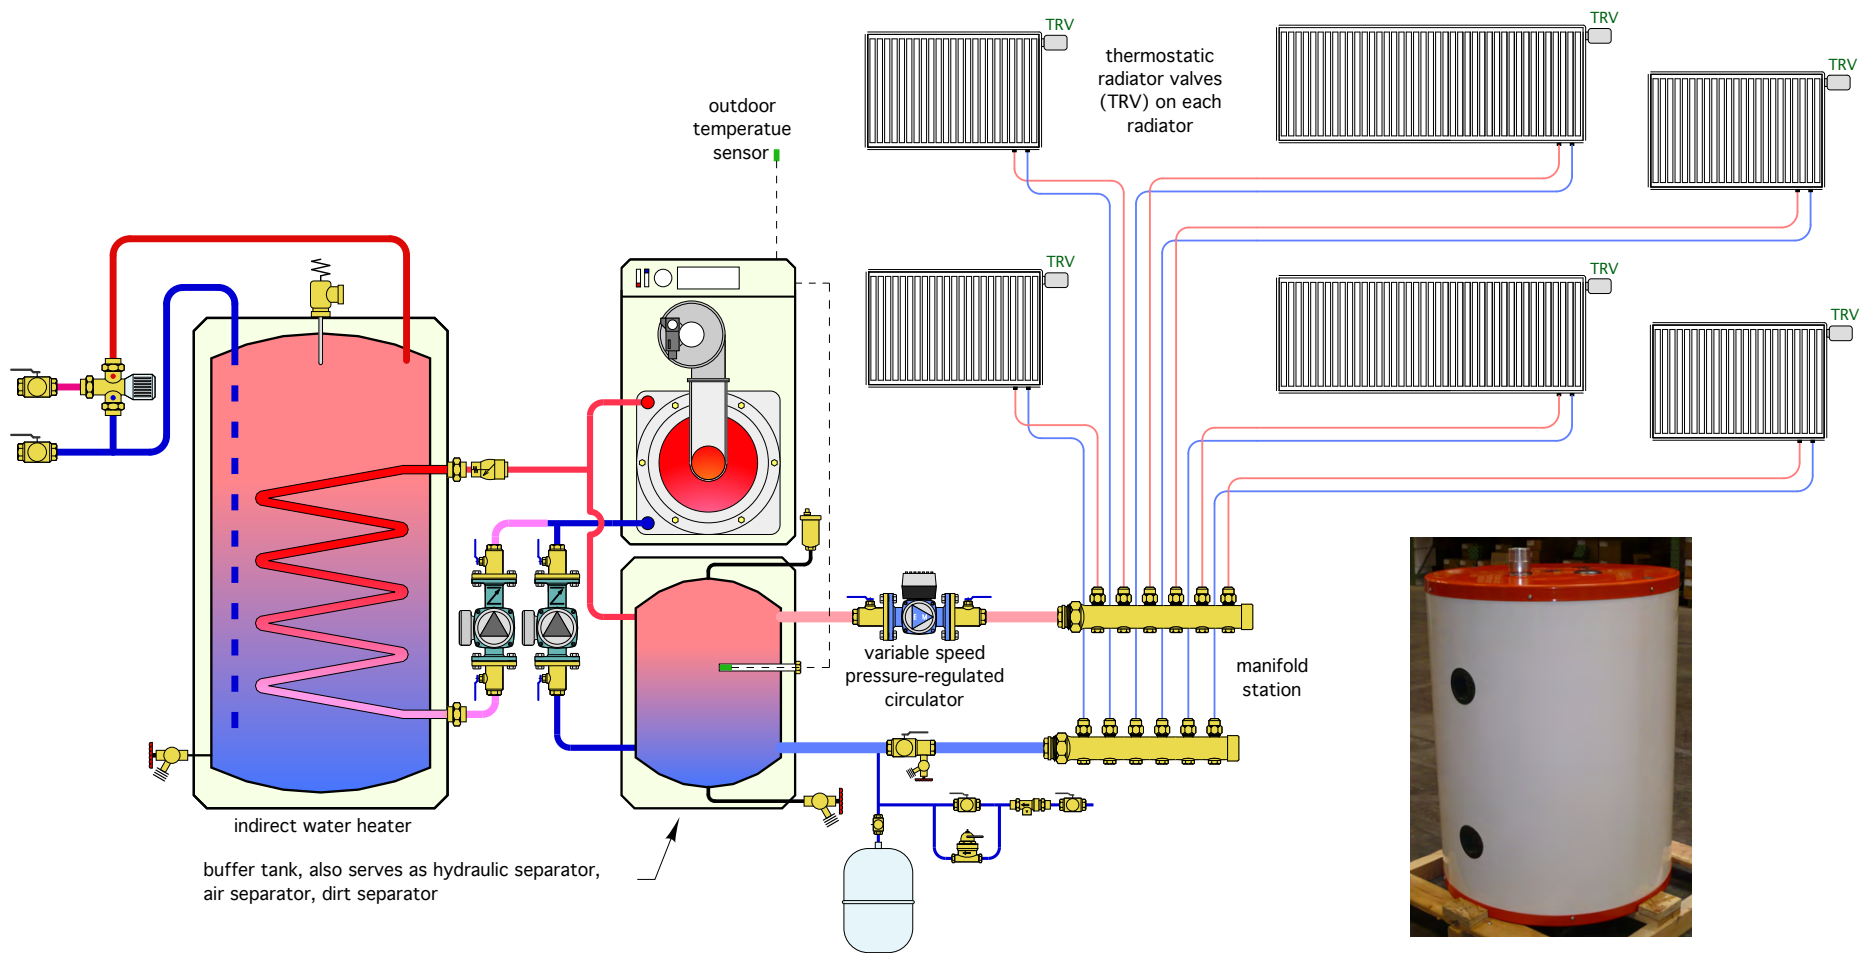 TRV
TRV
TRV
thermostatic
radiator valves
(TRV) on each
radiator
outdoor
temperatue
sensor
TRV
TRV
TRV
variable speed
pressure-regulated
circulator
manifold
station
indirect water heater
buffer tank, also serves as hydraulic separator,
air separator, dirt separator